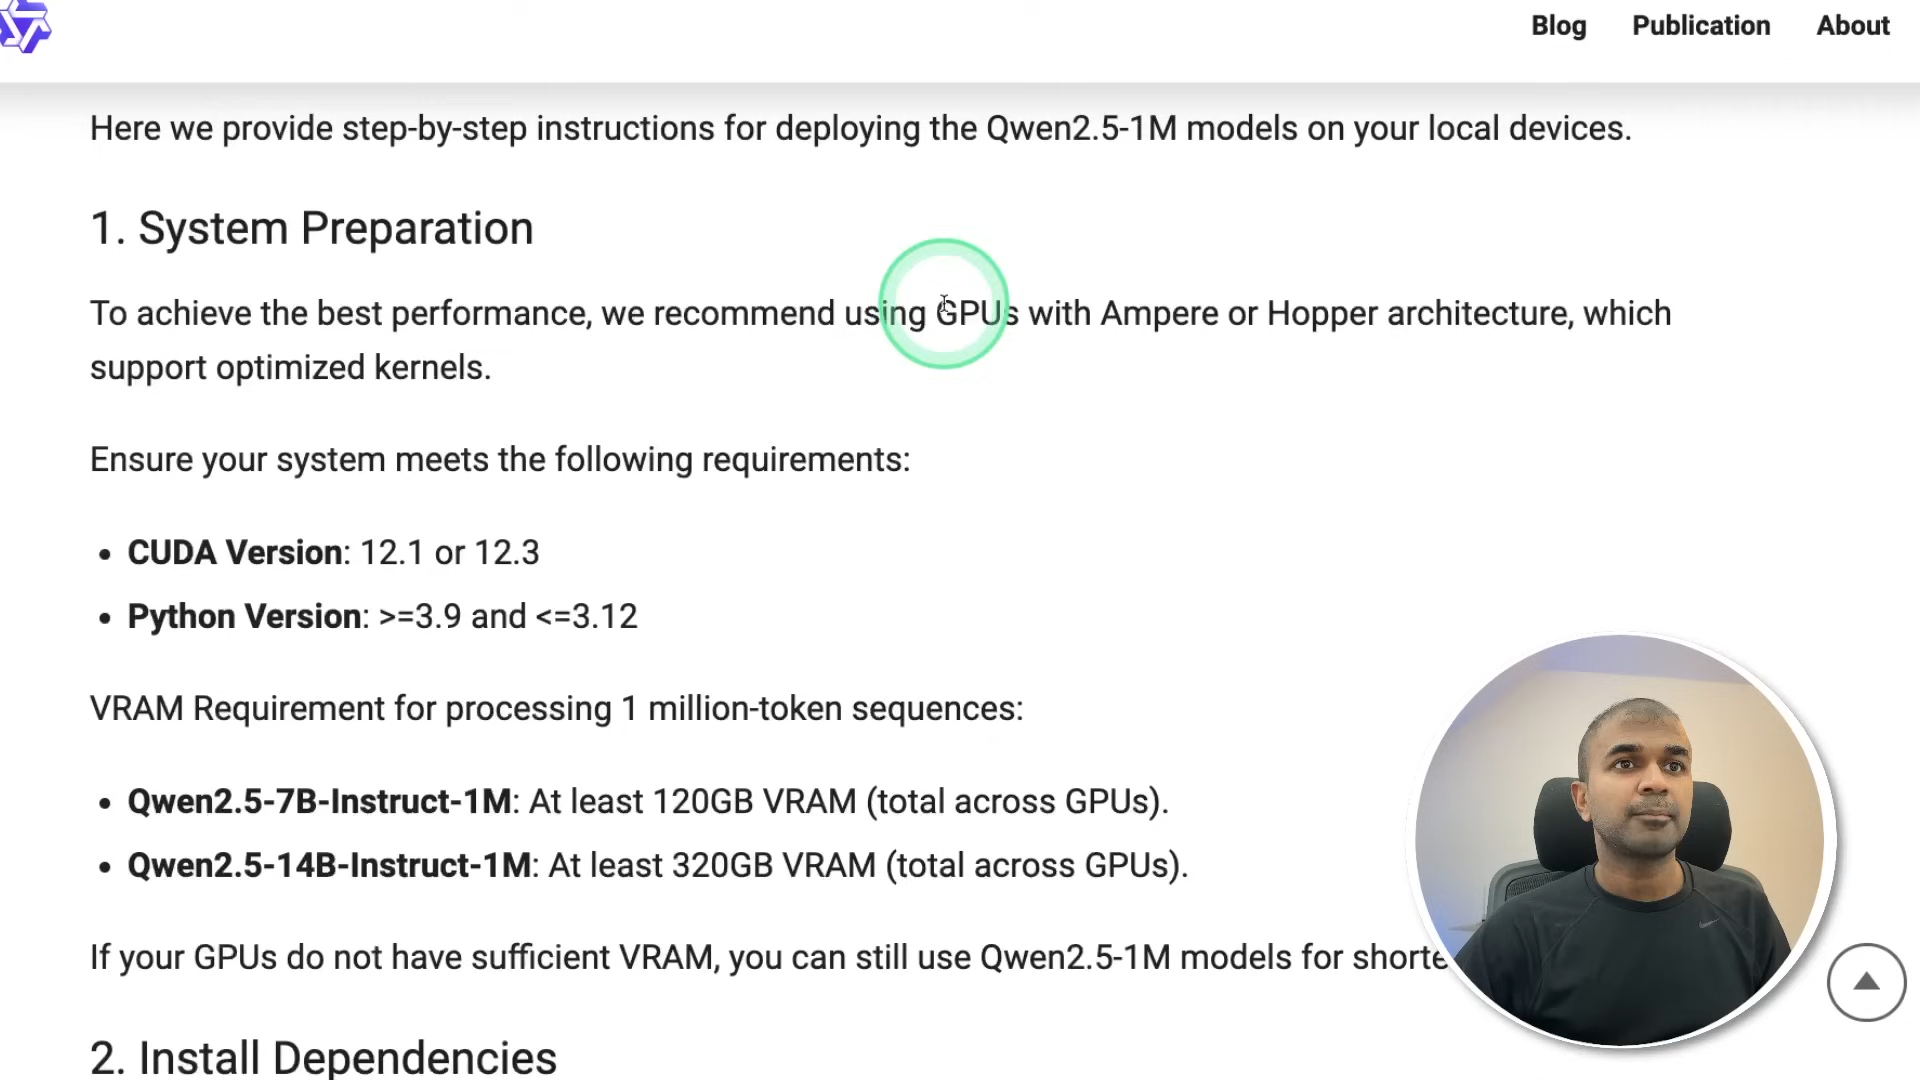 Blog Publication About
Here we provide step-by-step instructions for deploying the Qwen2.5-1M models on your local devices.
1. System Preparation
To achieve the best performance, we recommend using GPUs with Ampere or Hopper architecture, which
support optimized kernels.
Ensure your system meets the following requirements:
• CUDA Version: 12.1 or 12.3
• Python Version: >=3.9 and <=3.12
VRAM Requirement for processing 1 million-token sequences:
• Qwen2.5-7B-Instruct-1M: At least 120GB VRAM (total across GPUs).
• Qwen2.5-14B-Instruct-1M: At least 320GB VRAM (total across GPUs).
If your GPUs do not have sufficient VRAM, you can still use Qwen2.5-1M models for
2. Install Dependencies